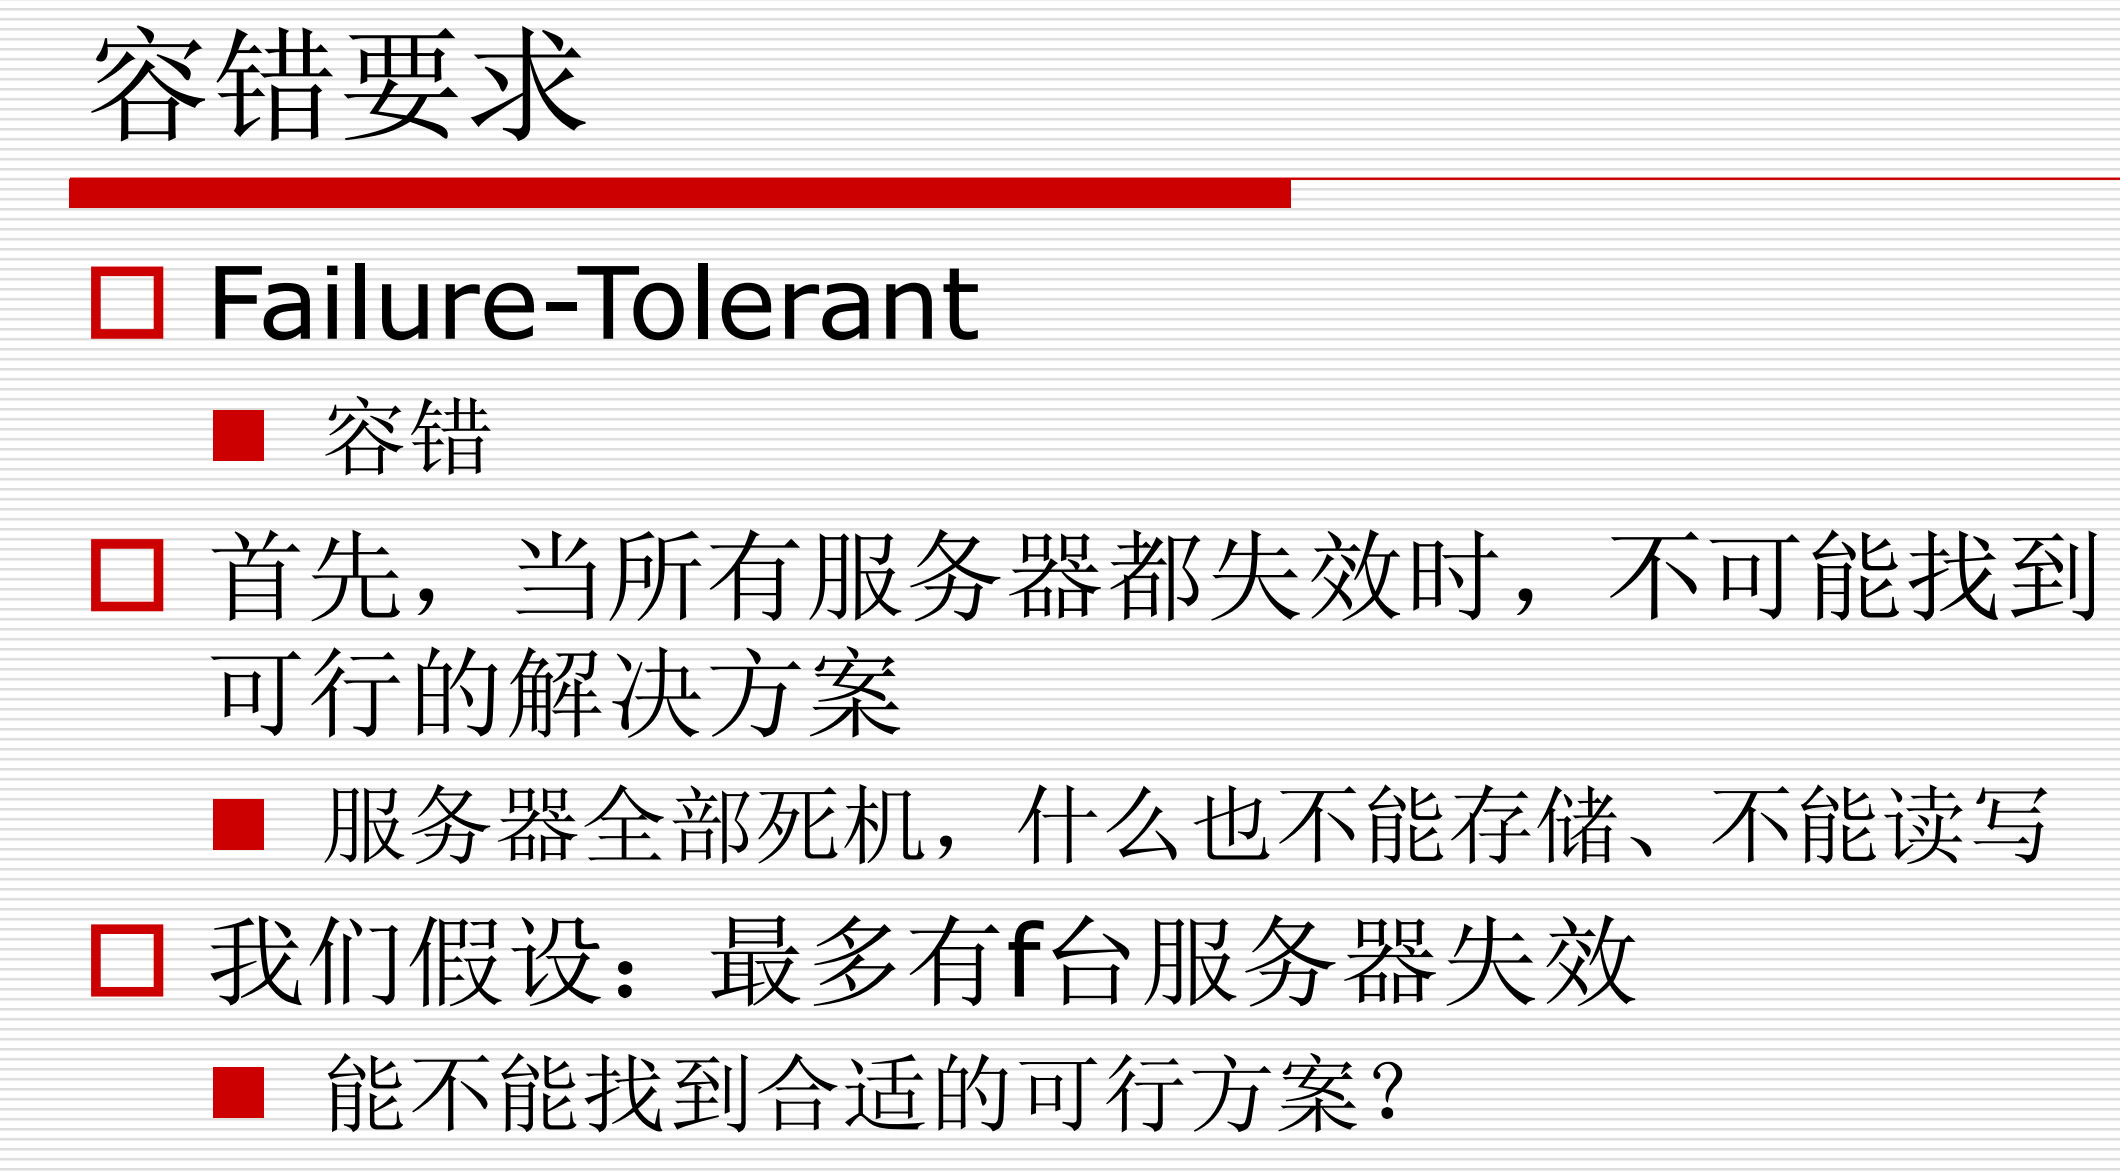 容错要求
Failure-Tolerant
容错
首先，当所有服务器都失效时，不可能找到
可行的解决方案
服务器全部死机，什么也不能存储、不能读写
我们假设：最多有f台服务器失效
能不能找到合适的可行方案？